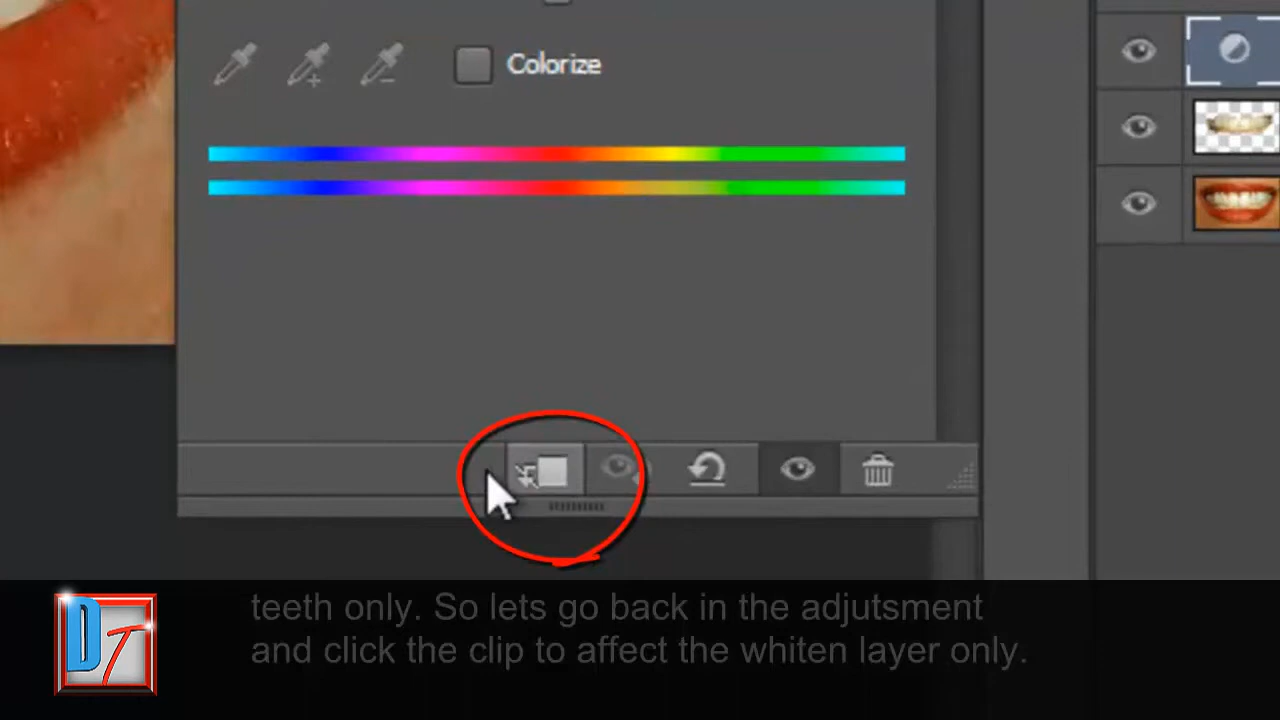 Colorize
teeth only. So lets go back in the adjutsment
and click the clip to affect the whiten layer only.
DT